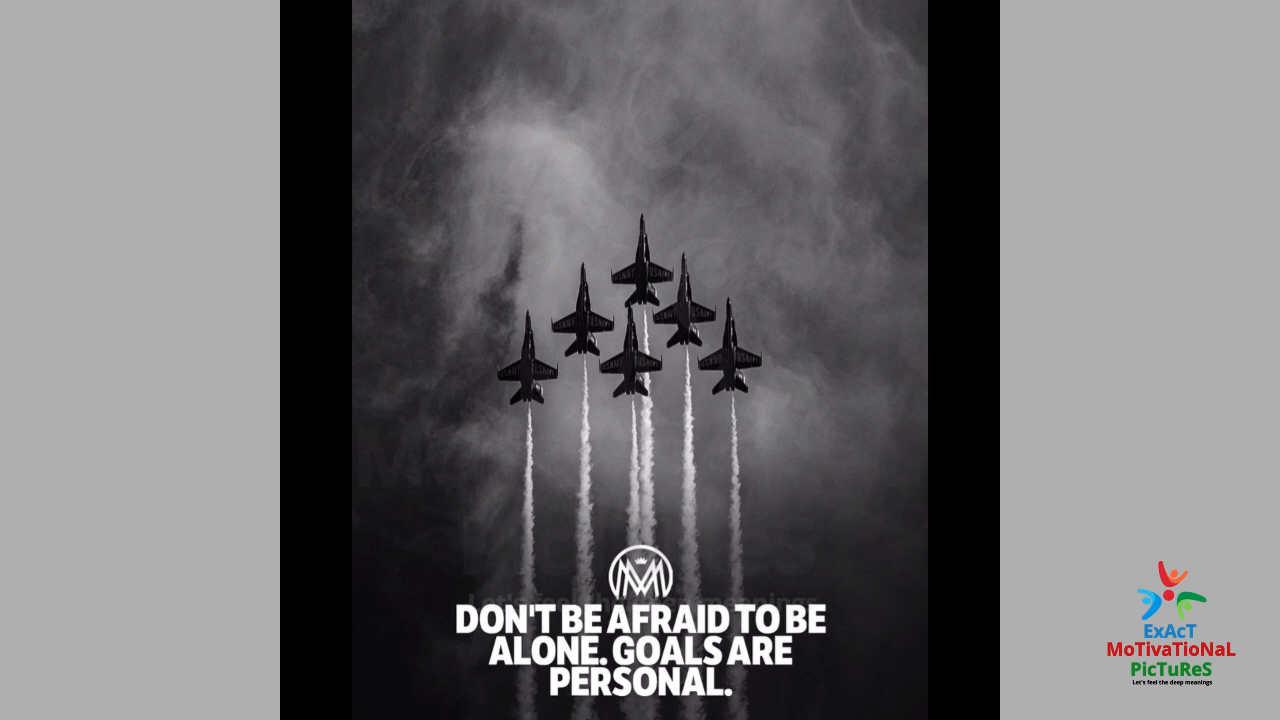 DON'T BE AFRAID TO BE
ALONE. GOALS ARE
PERSONAL.
ExAcT
MoTivaTioNaL
PicTuReS
Let's feel the deep meanings